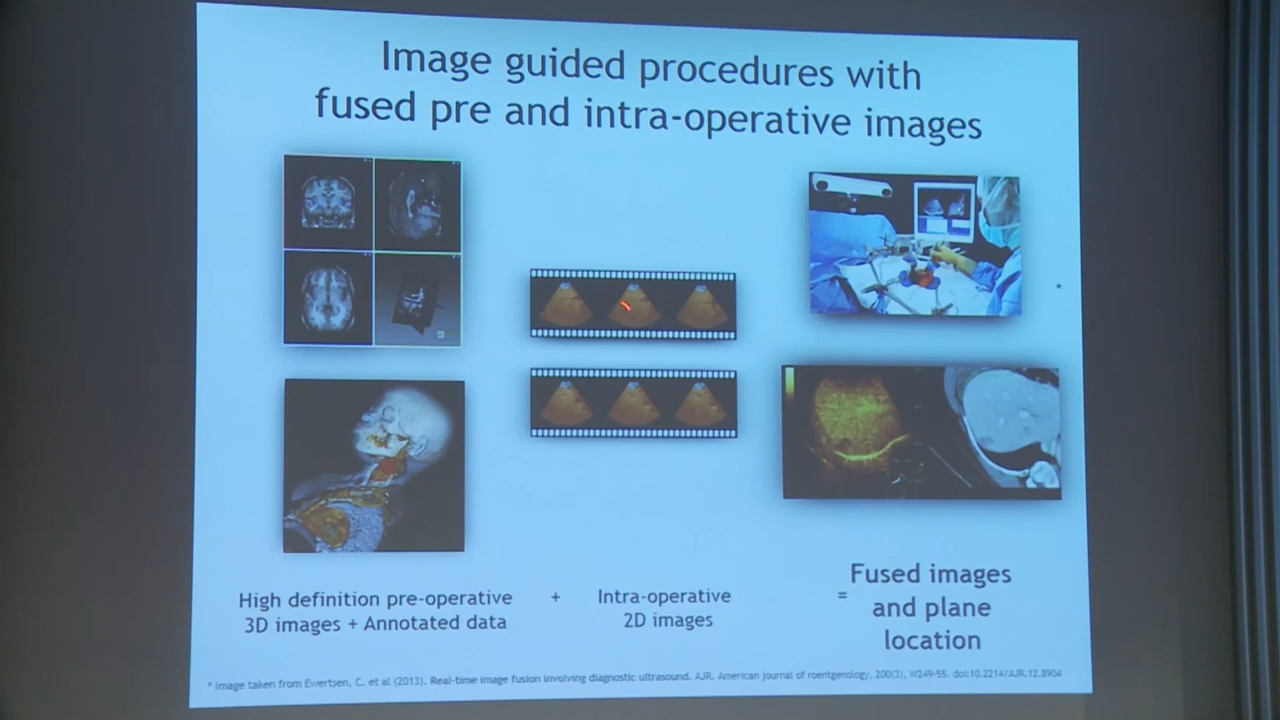 Image guided procedures with
fused pre and intra-operative images
High definition pre-operative
3D images + Annotated data
+
Intra-operative
2D images
=
Fused images
and plane
location
* Image taken from Ewertsen, C. et al (2013). Real-time image fusion involving diagnostic ultrasound. AJR. American journal of roentgenology, 200(3), W249-55. doi:10.2214/AJR.12.8904